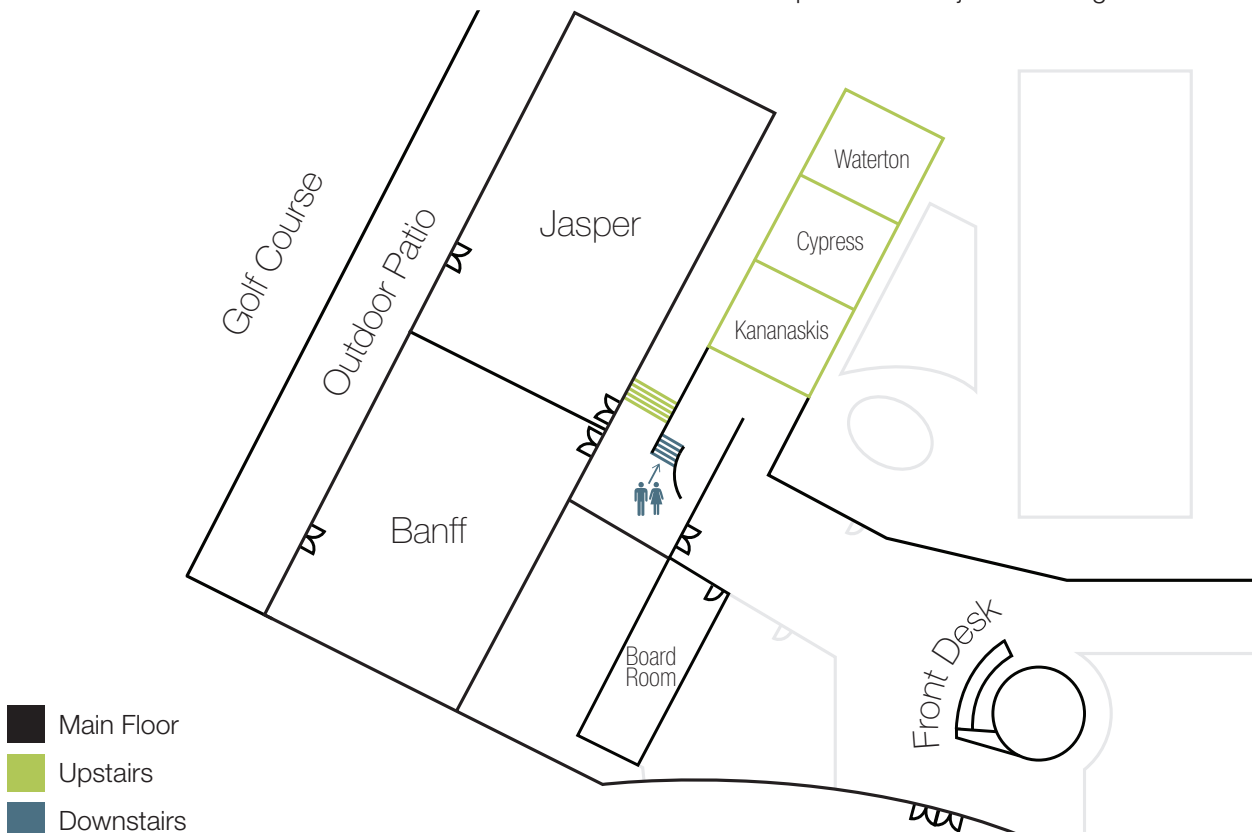 Golf Course
Outdoor Patio
Jasper
Waterton
Cypress
Kananaskis
Banff
Board
Room
Front Desk
Main Floor
Upstairs
Downstairs